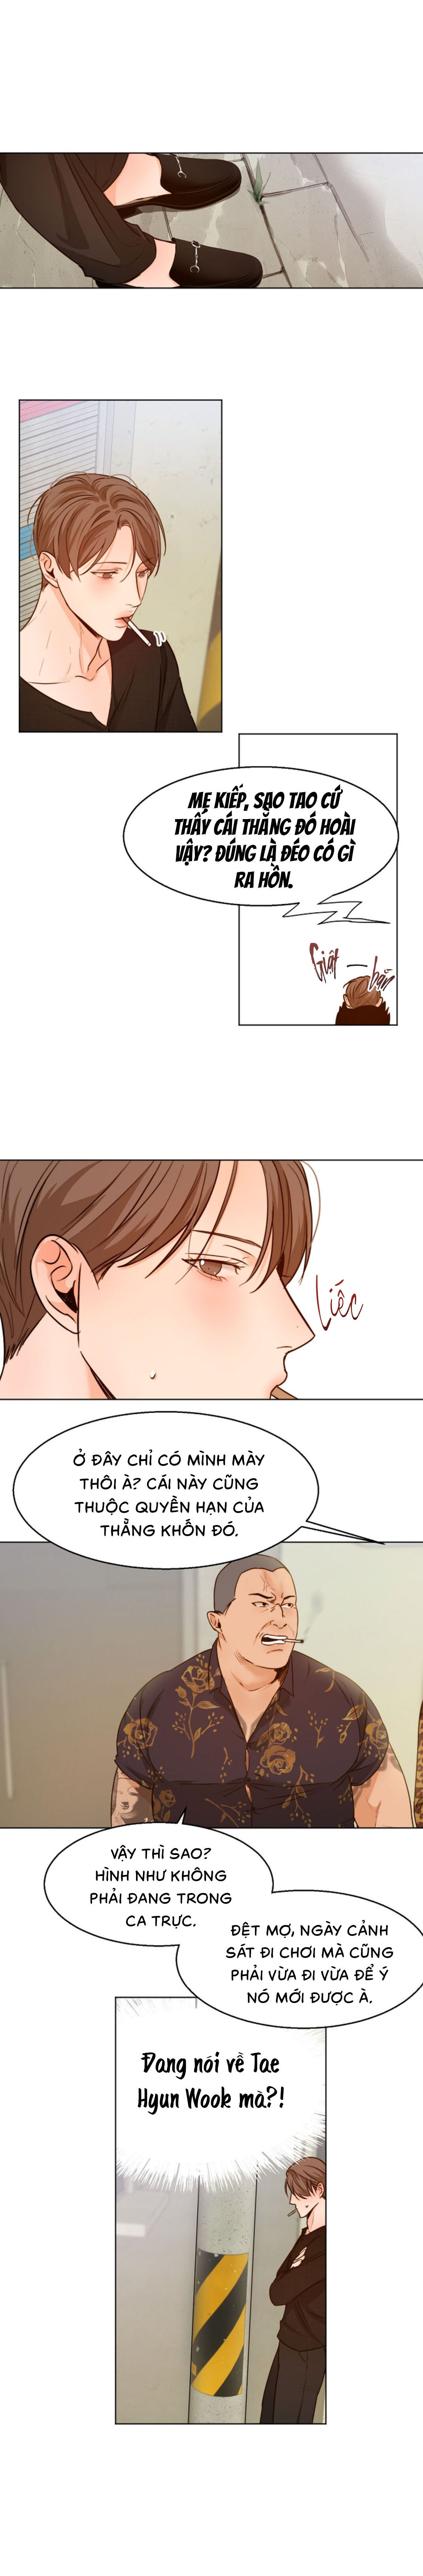 MẸ KIẾP, SAO TAO CỨ
THẤY CÁI THẰNG ĐÓ HOÀI
VẬY? ĐÚNG LÀ ĐÉO CÓ GÌ
RA HỒN.
Giật
bắn
Liếc
Ở ĐÂY CHỈ CÓ MÌNH MÀY
THÔI À? CÁI NÀY CŨNG
THUỘC QUYỀN HẠN CỦA
THẰNG KHỐN ĐÓ.
VẬY THÌ SAO?
HÌNH NHƯ KHÔNG
PHẢI ĐANG TRONG
CA TRỰC.
ĐỆT MỢ, NGÀY CẢNH
SÁT ĐI CHƠI MÀ CŨNG
PHẢI VỪA ĐI VỪA ĐỂ Ý
NÓ MỚI ĐƯỢC À.
Đang nói về Tae
Hyun Wook mà?!